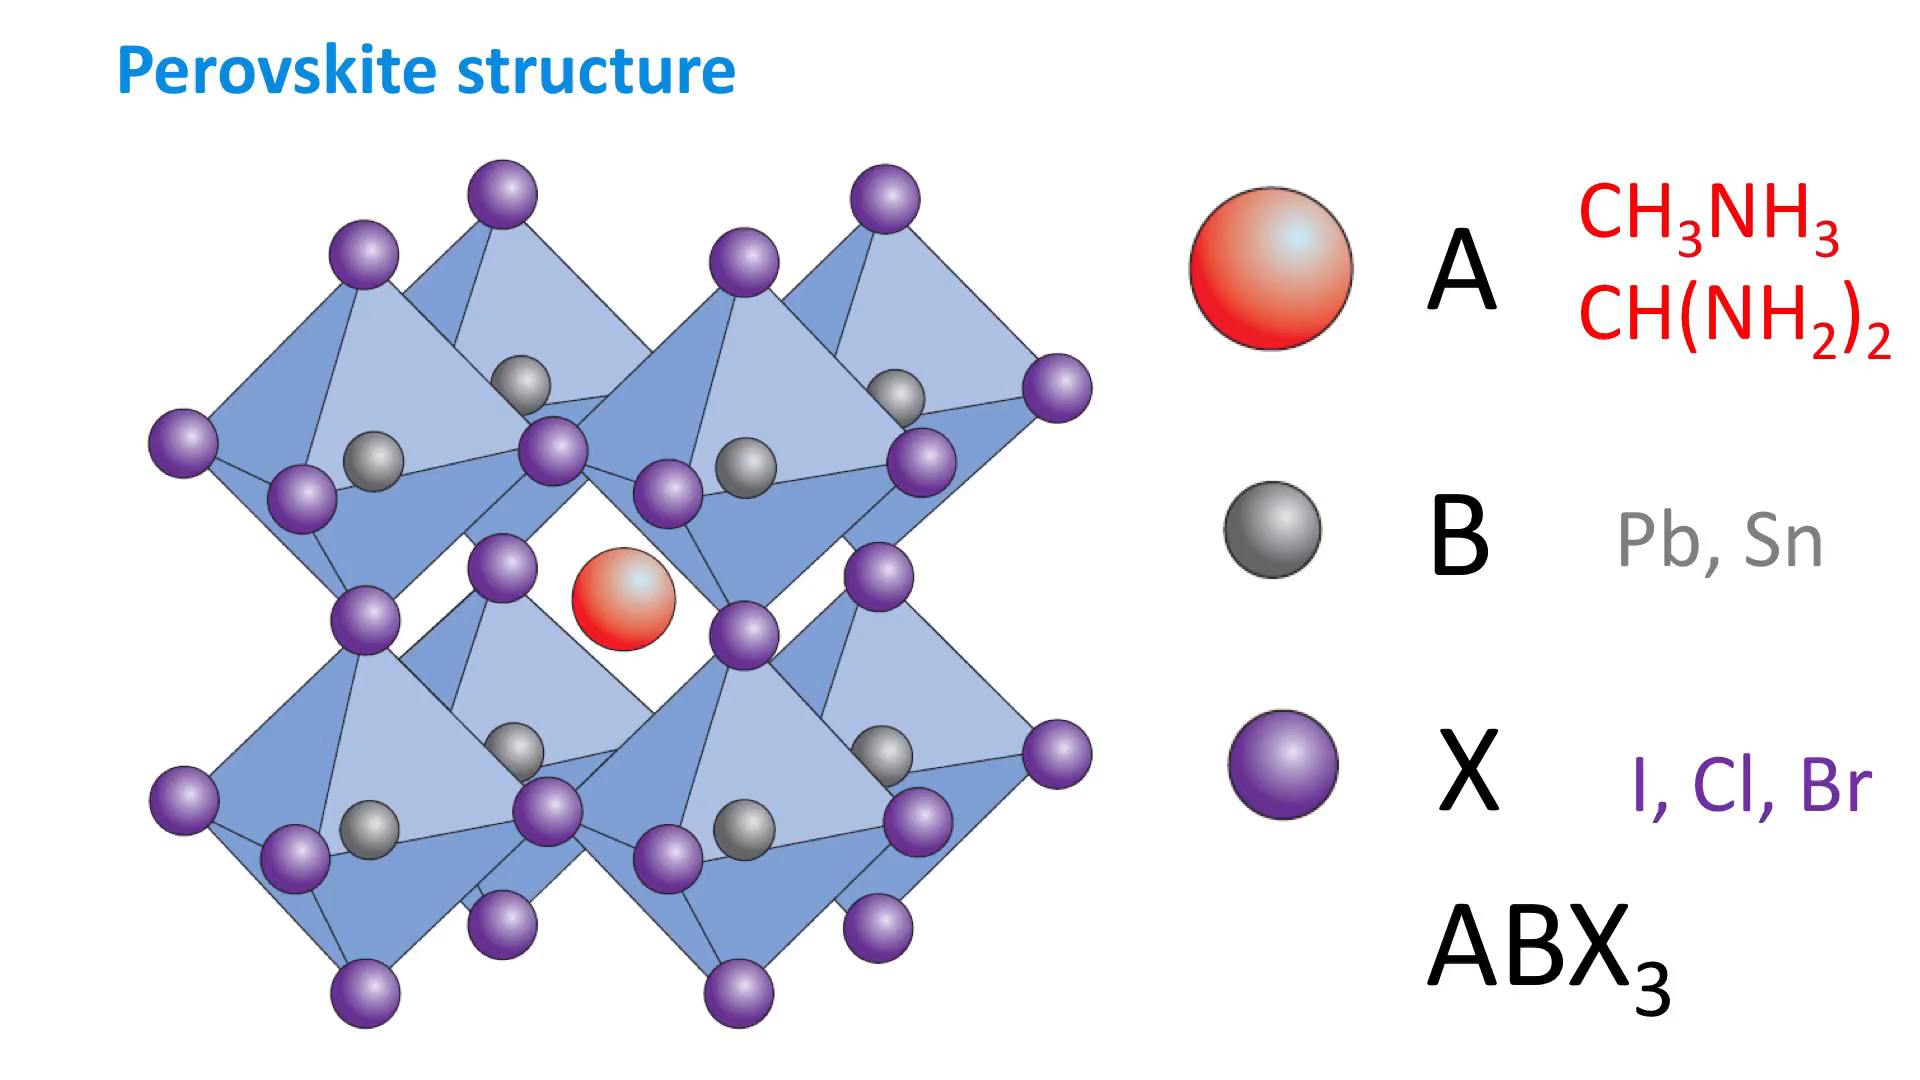 Perovskite structure
A
CH₃NH₃
CH(NH₂)₂
B
Pb, Sn
X
I, Cl, Br
ABX₃